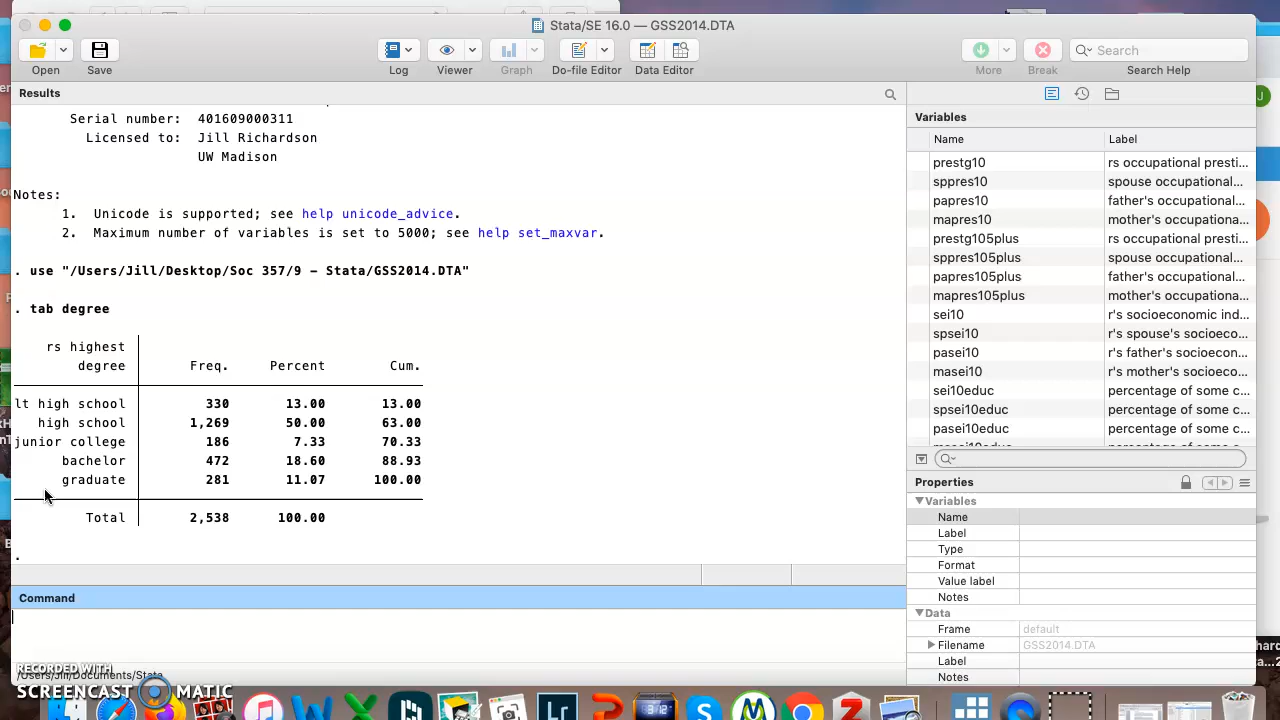 Stata/SE 16.0 — GSS2014.DTA
Open
Save
Log
Viewer
Graph
Do-file Editor
Data Editor
More
Break
Search
Search Help
Results
Serial number: 401609000311
Licensed to: Jill Richardson
UW Madison
Notes:
1. Unicode is supported; see help unicode_advice.
2. Maximum number of variables is set to 5000; see help set_maxvar.
. use "/Users/Jill/Desktop/Soc 357/9 - Stata/GSS2014.DTA"
. tab degree
rs highest
degree Freq. Percent Cum.
lt high school 330 13.00 13.00
high school 1,269 50.00 63.00
junior college 186 7.33 70.33
bachelor 472 18.60 88.93
graduate 281 11.07 100.00
Total 2,538 100.00
.
Command
/Users/Jill/Documents/Stata
RECORDED WITH
SCREENCAST MATIC
Variables
Name Label
prestg10 rs occupational presti...
sppres10 spouse occupational...
papres10 father's occupationa...
mapres10 mother's occupationa...
prestg105plus rs occupational presti...
sppres105plus spouse occupational...
papres105plus father's occupationa...
mapres105plus mother's occupationa...
sei10 r's socioeconomic ind...
spsei10 r's spouse's socioeco...
pasei10 r's father's socioecon...
masei10 r's mother's socioeco...
sei10educ percentage of some c...
spsei10educ percentage of some c...
pasei10educ percentage of some c...
Properties
Variables
Name
Label
Type
Format
Value label
Notes
Data
Frame default
Filename GSS2014.DTA
Label
Notes